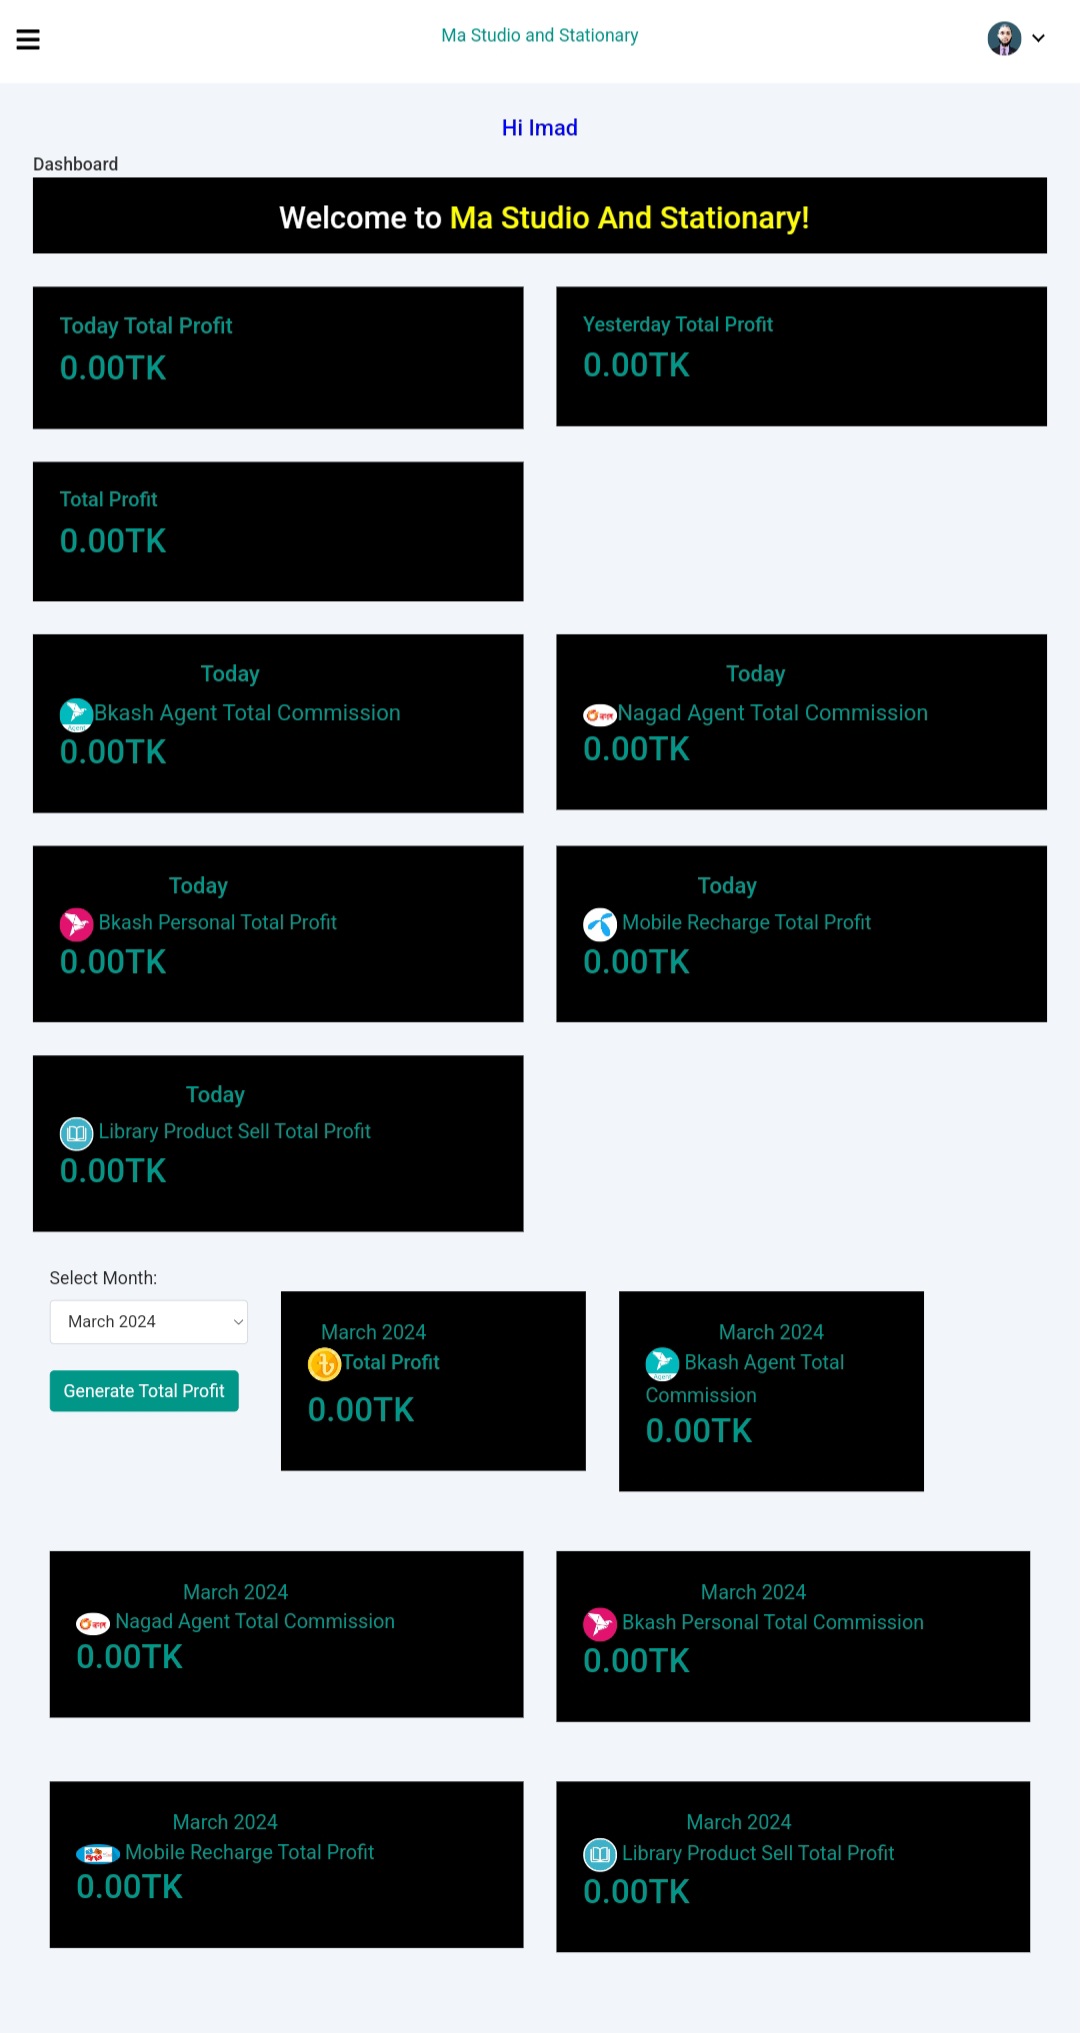 Ma Studio and Stationary
Hi Imad
Dashboard
Welcome to Ma Studio And Stationary!
Today Total Profit
0.00TK
Yesterday Total Profit
0.00TK
Total Profit
0.00TK
Today
Bkash Agent Total Commission
0.00TK
Today
Nagad Agent Total Commission
0.00TK
Today
Bkash Personal Total Profit
0.00TK
Today
Mobile Recharge Total Profit
0.00TK
Today
Library Product Sell Total Profit
0.00TK
Select Month:
March 2024
Generate Total Profit
March 2024
Total Profit
0.00TK
March 2024
Bkash Agent Total
Commission
0.00TK
March 2024
Nagad Agent Total Commission
0.00TK
March 2024
Bkash Personal Total Commission
0.00TK
March 2024
Mobile Recharge Total Profit
0.00TK
March 2024
Library Product Sell Total Profit
0.00TK